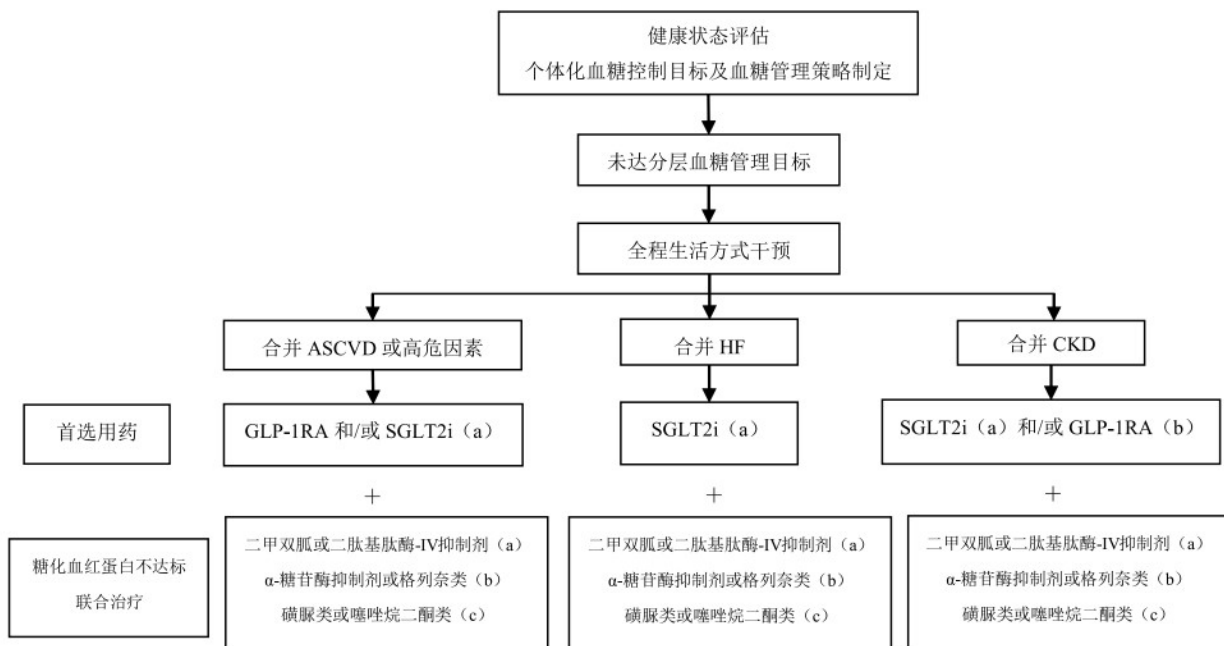 健康状态评估
个体化血糖控制目标及血糖管理策略制定
未达分层血糖管理目标
全程生活方式干预
合并 ASCVD 或高危因素
合并 HF
合并 CKD
首选用药
GLP-1RA 和/或 SGLT2i（a）
SGLT2i（a）
SGLT2i（a）和/或 GLP-1RA（b）
+
+
+
糖化血红蛋白不达标
联合治疗
二甲双胍或二肽基肽酶-IV抑制剂（a）
α-糖苷酶抑制剂或格列奈类（b）
磺脲类或噻唑烷二酮类（c）
二甲双胍或二肽基肽酶-IV抑制剂（a）
α-糖苷酶抑制剂或格列奈类（b）
磺脲类或噻唑烷二酮类（c）
二甲双胍或二肽基肽酶-IV抑制剂（a）
α-糖苷酶抑制剂或格列奈类（b）
磺脲类或噻唑烷二酮类（c）